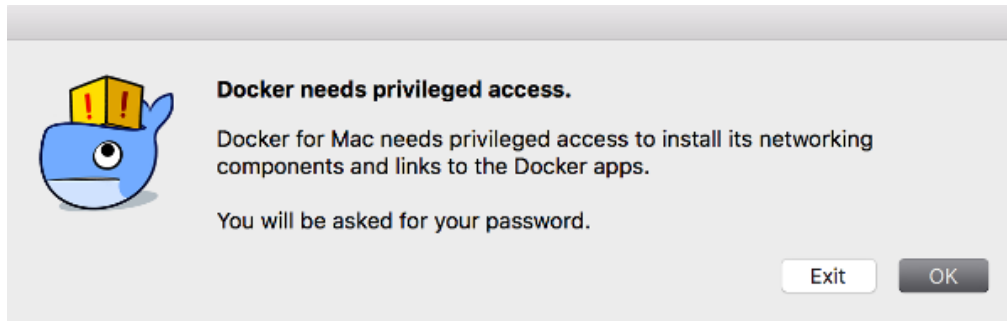 Docker needs privileged access.
Docker for Mac needs privileged access to install its networking
components and links to the Docker apps.
You will be asked for your password.
Exit
OK